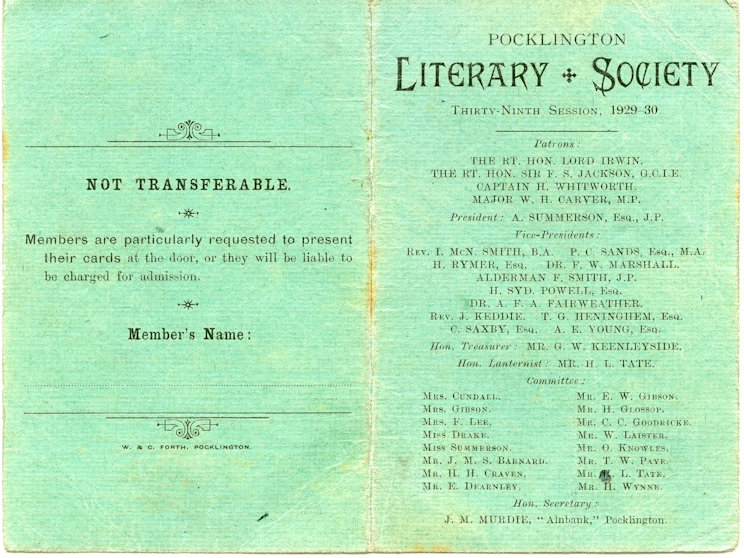 NOT TRANSFERABLE.
Members are particularly requested to present
their cards at the door, or they will be liable to
be charged for admission.
Member's Name:
W. & C. FORTH, POCKLINGTON.
POCKLINGTON
LITERARY SOCIETY
THIRTY-NINTH SESSION, 1929-30.
Patrons:
THE RT. HON. LORD IRWIN.
THE RT. HON. SIR F. S. JACKSON, G.C.I.E.
CAPTAIN H. WHITWORTH.
MAJOR W. H. CARVER, M.P.
President: A. SUMMERSON, ESQ., J.P.
Vice-Presidents:
REV. I. McN. SMITH, B.A. P. C. SANDS, ESQ., M.A.
H. RYMER, ESQ. DR. F. W. MARSHALL.
ALDERMAN F. SMITH, J.P.
H. SYD. POWELL, ESQ.
DR. A. F. A. FAIRWEATHER.
REV. J. KEDDIE. T. G. HENINGHEM, ESQ.
C. SAXBY, ESQ. A. E. YOUNG, ESQ.
Hon. Treasurer: MR. G. W. KEENLEYSIDE.
Hon. Lanternist: MR. H. L. TATE.
Committee:
MRS. CUNDALL. MR. E. W. GIBSON.
MRS. GIBSON. MR. H. GLOSSOP.
MRS. F. LEE. MR. C. C. GOODRICKE.
MISS DRAKE. MR. W. LAISTER.
MISS SUMMERSON. MR. O. KNOWLES.
MR. J. M. S. BARNARD. MR. T. W. PAYE.
MR. H. H. CRAVEN. MR. L. TATE.
MR. E. DEARNLEY. MR. H. WYNNE.
Hon. Secretary:
J. M. MURDIE, "Alnbank," Pocklington.